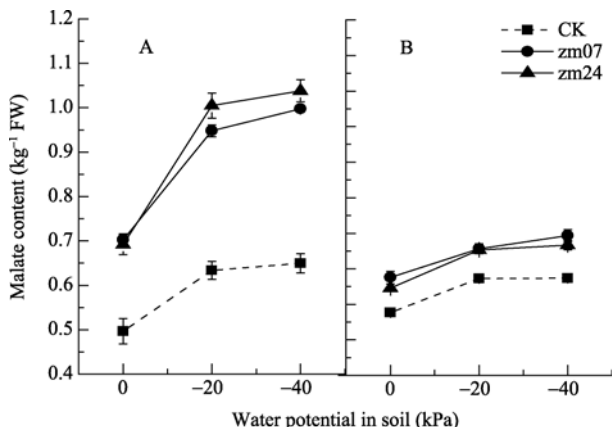 1.2
1.1
1.0
0.9
0.8
0.7
0.6
0.5
0.4
Malate content (kg⁻¹ FW)
A
B
CK
zm07
zm24
0 −20 −40 0 −20 −40
Water potential in soil (kPa)